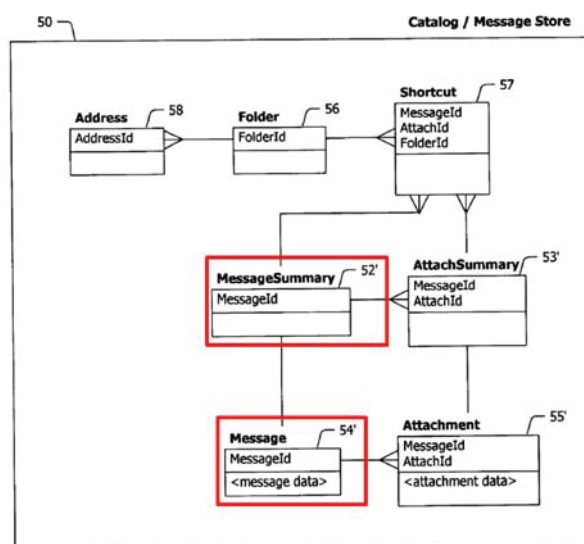 50
Catalog / Message Store
Shortcut
57
MessageId
AttachId
FolderId
Address
58
AddressId
Folder
56
FolderId
MessageSummary
52'
MessageId
AttachSummary
53'
MessageId
AttachId
Message
54'
MessageId
<message data>
Attachment
55'
MessageId
AttachId
<attachment data>